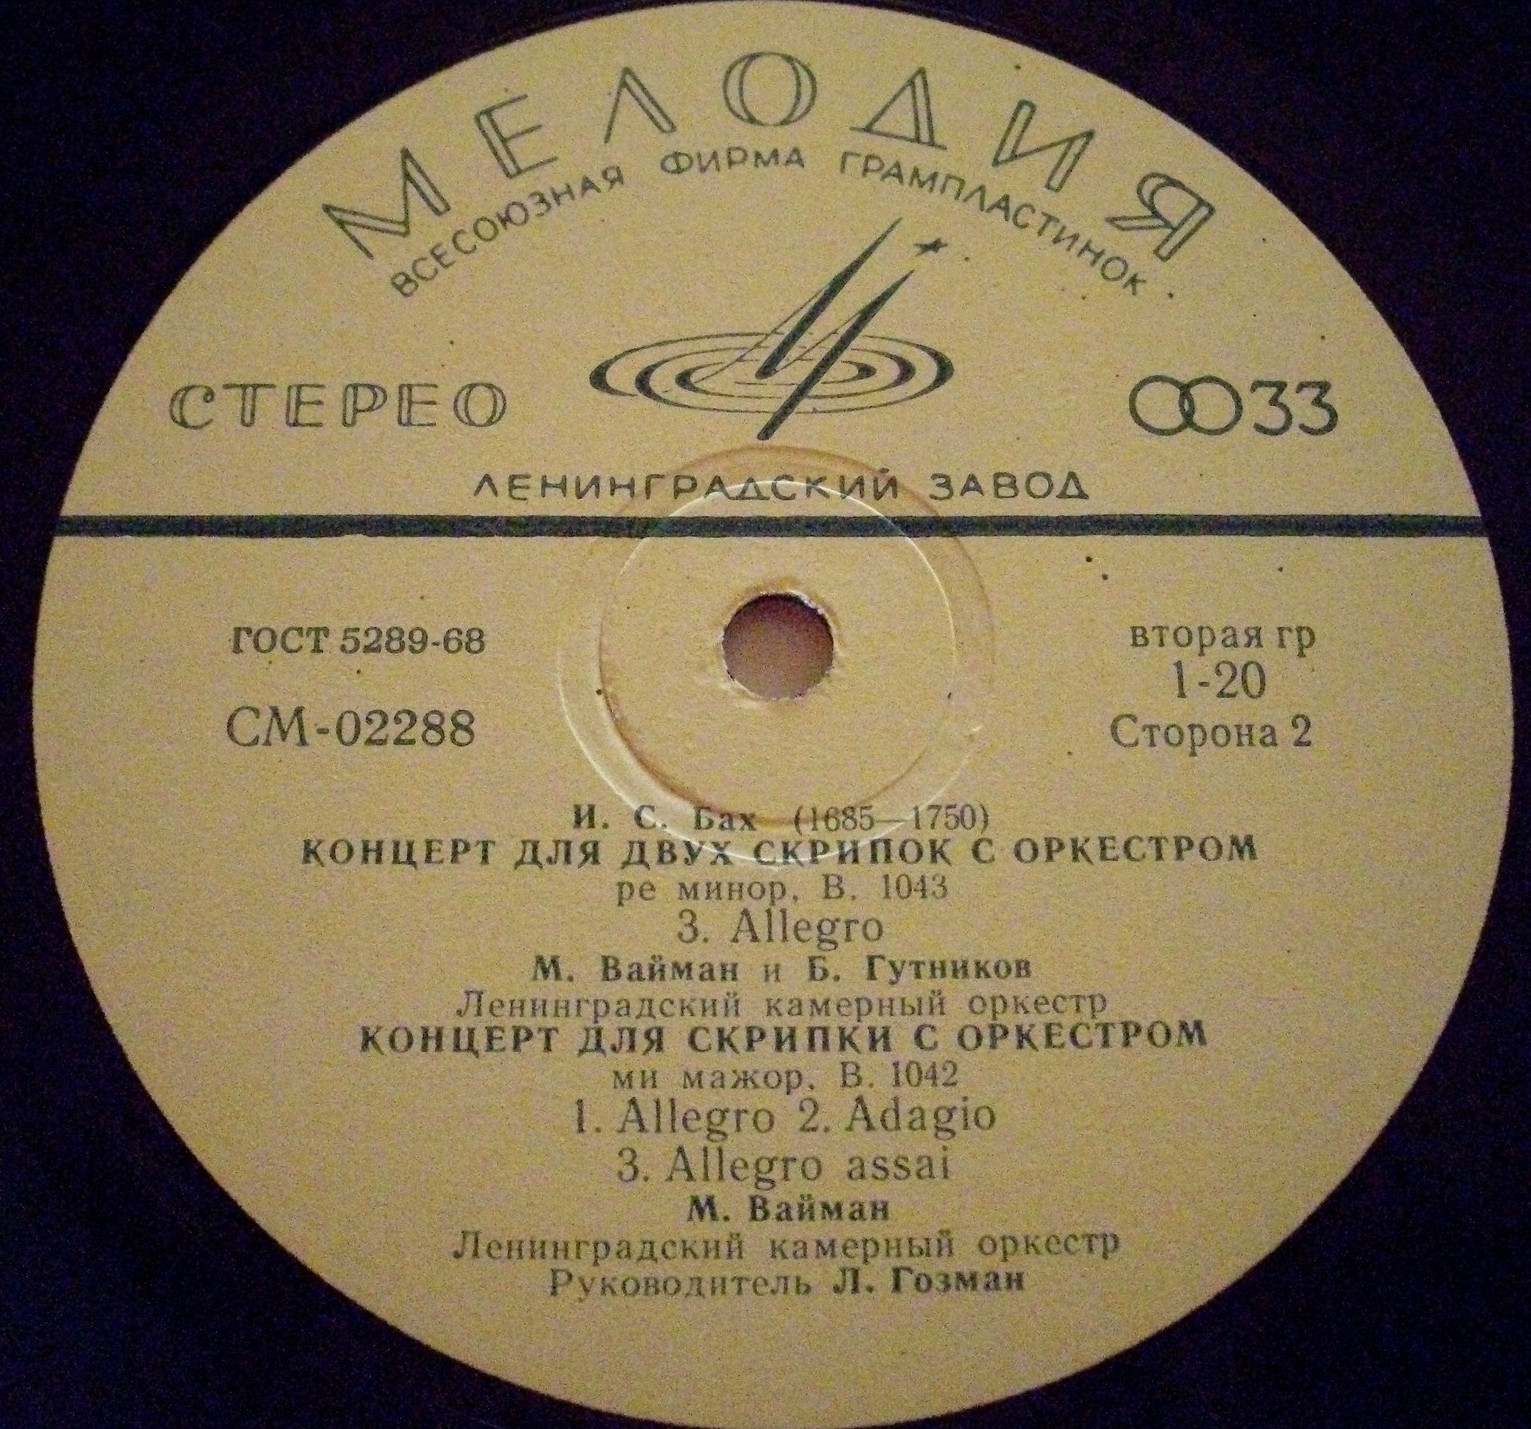 МЕЛОДИЯ
ВСЕСОЮЗНАЯ ФИРМА ГРАМПЛАСТИНОК
СТЕРЕО
33
ЛЕНИНГРАДСКИЙ ЗАВОД
ГОСТ 5289-68
вторая гр
1-20
СМ-02288
Сторона 2
И. С. Бах (1685—1750)
КОНЦЕРТ ДЛЯ ДВУХ СКРИПОК С ОРКЕСТРОМ
ре минор, В. 1043
3. Allegro
М. Вайман и Б. Гутников
Ленинградский камерный оркестр
КОНЦЕРТ ДЛЯ СКРИПКИ С ОРКЕСТРОМ
ми мажор, В. 1042
1. Allegro 2. Adagio
3. Allegro assai
М. Вайман
Ленинградский камерный оркестр
Руководитель Л. Гозман